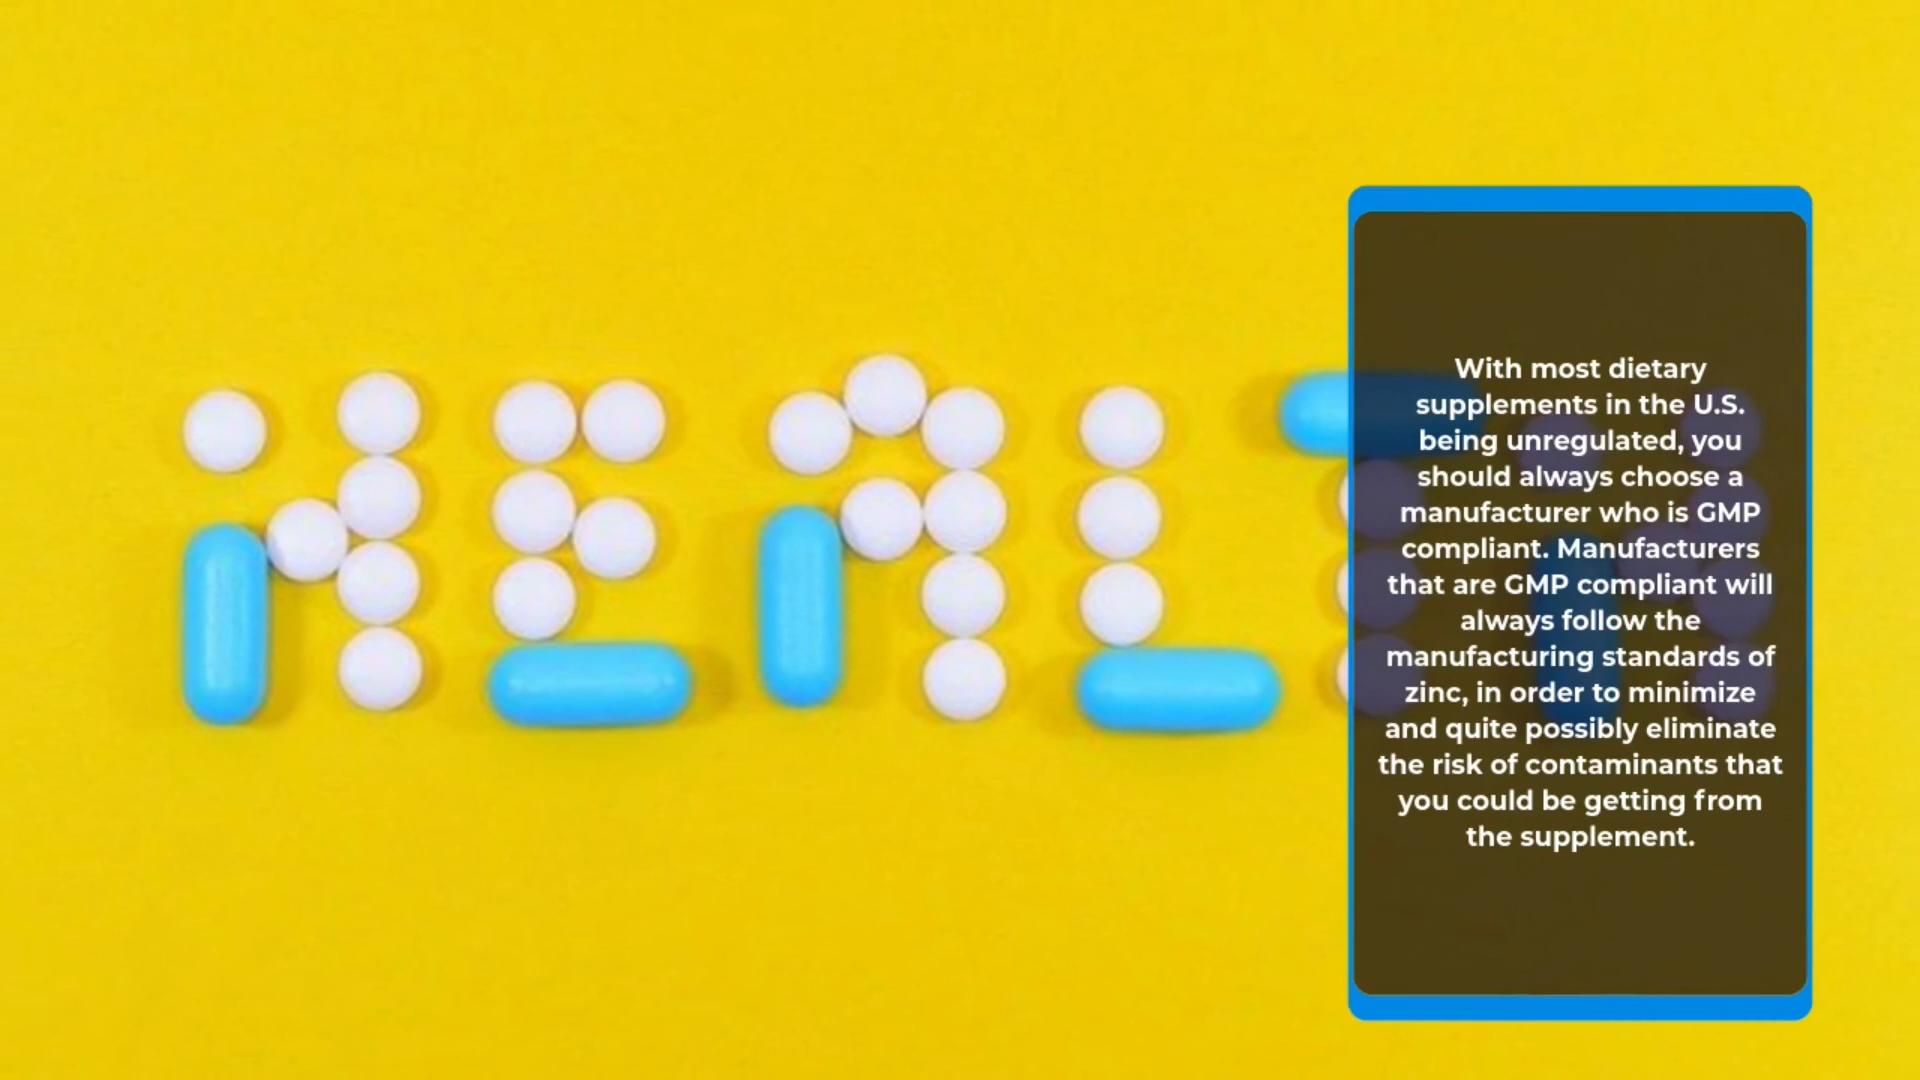 HEALTH
With most dietary
supplements in the U.S.
being unregulated, you
should always choose a
manufacturer who is GMP
compliant. Manufacturers
that are GMP compliant will
always follow the
manufacturing standards of
zinc, in order to minimize
and quite possibly eliminate
the risk of contaminants that
you could be getting from
the supplement.